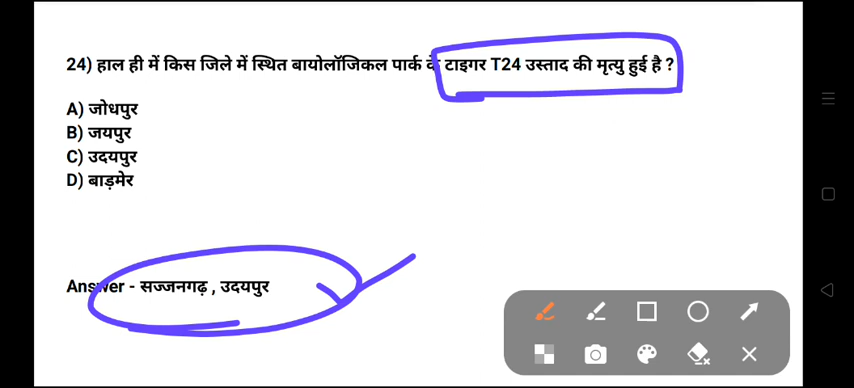 24) हाल ही में किस जिले में स्थित बायोलॉजिकल पार्क के टाइगर T24 उस्ताद की मृत्यु हुई है ?
A) जोधपुर
B) जयपुर
C) उदयपुर
D) बाड़मेर
Answer - सज्जनगढ़ , उदयपुर